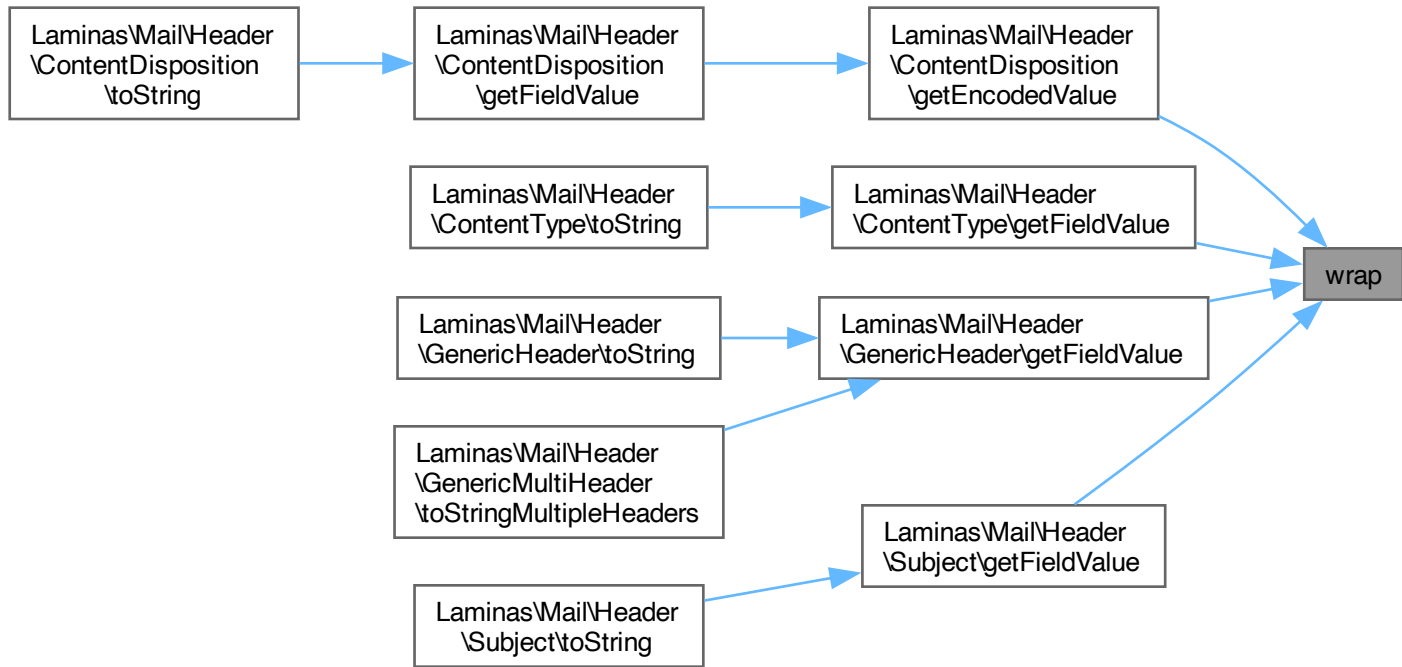 Laminas\Mail\Header
\ContentDisposition
\toString
Laminas\Mail\Header
\ContentDisposition
\getFieldValue
Laminas\Mail\Header
\ContentDisposition
\getEncodedValue
Laminas\Mail\Header
\ContentType\toString
Laminas\Mail\Header
\ContentType\getFieldValue
wrap
Laminas\Mail\Header
\GenericHeader\toString
Laminas\Mail\Header
\GenericHeader\getFieldValue
Laminas\Mail\Header
\GenericMultiHeader
\toStringMultipleHeaders
Laminas\Mail\Header
\Subject\getFieldValue
Laminas\Mail\Header
\Subject\toString